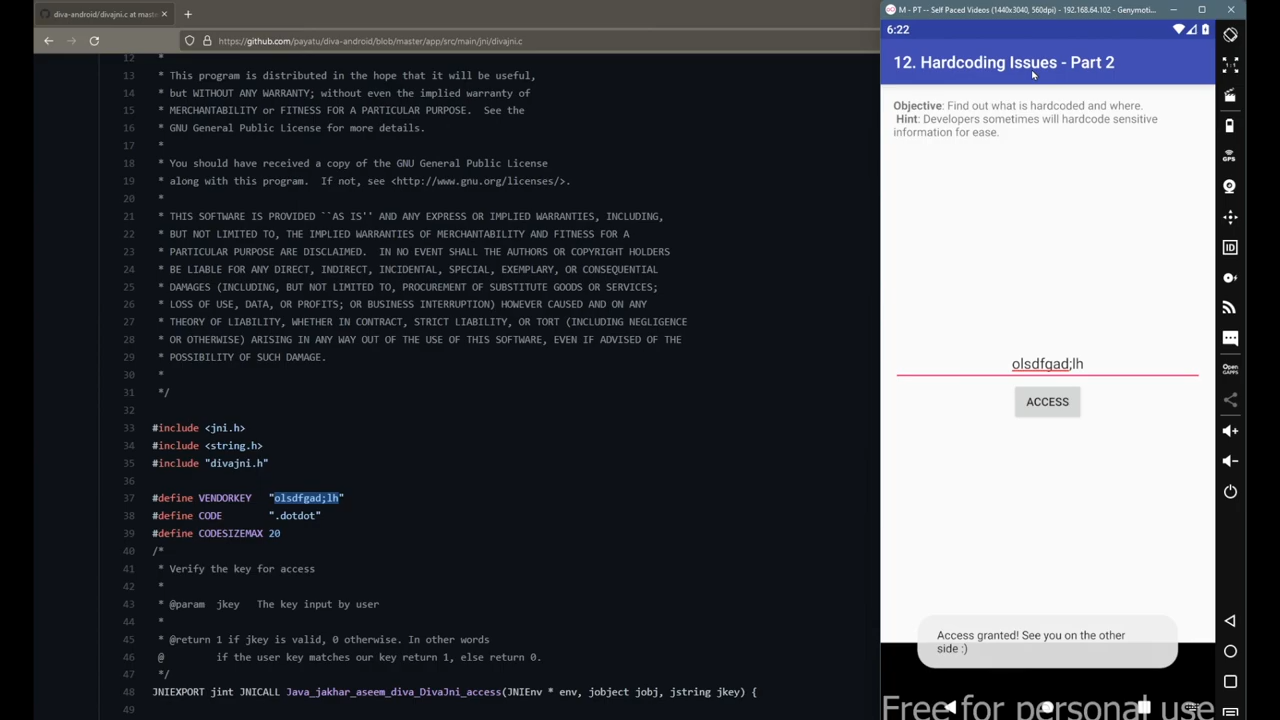 diva-android/divajni.c at maste
https://github.com/payatu/diva-android/blob/master/app/src/main/jni/divajni.c
12 *
13 * This program is distributed in the hope that it will be useful,
14 * but WITHOUT ANY WARRANTY; without even the implied warranty of
15 * MERCHANTABILITY or FITNESS FOR A PARTICULAR PURPOSE. See the
16 * GNU General Public License for more details.
17 *
18 * You should have received a copy of the GNU General Public License
19 * along with this program. If not, see <http://www.gnu.org/licenses/>.
20 *
21 * THIS SOFTWARE IS PROVIDED ``AS IS'' AND ANY EXPRESS OR IMPLIED WARRANTIES, INCLUDING,
22 * BUT NOT LIMITED TO, THE IMPLIED WARRANTIES OF MERCHANTABILITY AND FITNESS FOR A
23 * PARTICULAR PURPOSE ARE DISCLAIMED. IN NO EVENT SHALL THE AUTHORS OR COPYRIGHT HOLDERS
24 * BE LIABLE FOR ANY DIRECT, INDIRECT, INCIDENTAL, SPECIAL, EXEMPLARY, OR CONSEQUENTIAL
25 * DAMAGES (INCLUDING, BUT NOT LIMITED TO, PROCUREMENT OF SUBSTITUTE GOODS OR SERVICES;
26 * LOSS OF USE, DATA, OR PROFITS; OR BUSINESS INTERRUPTION) HOWEVER CAUSED AND ON ANY
27 * THEORY OF LIABILITY, WHETHER IN CONTRACT, STRICT LIABILITY, OR TORT (INCLUDING NEGLIGENCE
28 * OR OTHERWISE) ARISING IN ANY WAY OUT OF THE USE OF THIS SOFTWARE, EVEN IF ADVISED OF THE
29 * POSSIBILITY OF SUCH DAMAGE.
30 *
31 */
32
33 #include <jni.h>
34 #include <string.h>
35 #include "divajni.h"
36
37 #define VENDORKEY "olsdfgad;lh"
38 #define CODE ".dotdot"
39 #define CODESIZEMAX 20
40 /*
41 * Verify the key for access
42 *
43 * @param jkey The key input by user
44 *
45 * @return 1 if jkey is valid, 0 otherwise. In other words
46 @ if the user key matches our key return 1, else return 0.
47 */
48 JNIEXPORT jint JNICALL Java_jakhar_aseem_diva_DivaJni_access(JNIEnv * env, jobject jobj, jstring jkey) {
49
M - PT -- Self Paced Videos (1440x3040, 560dpi) - 192.168.64.102 - Genymoti...
6:22
12. Hardcoding Issues - Part 2
Objective: Find out what is hardcoded and where.
Hint: Developers sometimes will hardcode sensitive
information for ease.
olsdfgad;lh
ACCESS
Access granted! See you on the other
side :)
Free for personal use
GPS
ID
Open
GAPPS